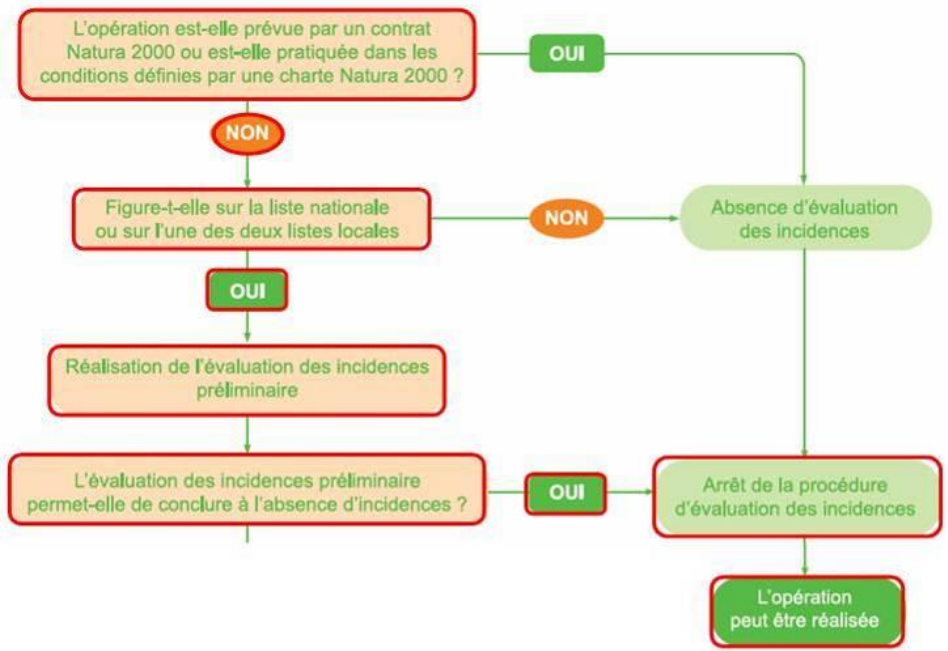 L'opération est-elle prévue par un contrat
Natura 2000 ou est-elle pratiquée dans les
conditions définies par une charte Natura 2000 ?
OUI
NON
Figure-t-elle sur la liste nationale
ou sur l'une des deux listes locales
NON
Absence d'évaluation
des incidences
OUI
Réalisation de l'évaluation des incidences
préliminaire
L'évaluation des incidences préliminaire
permet-elle de conclure à l'absence d'incidences ?
OUI
Arrêt de la procédure
d'évaluation des incidences
L'opération
peut être réalisée